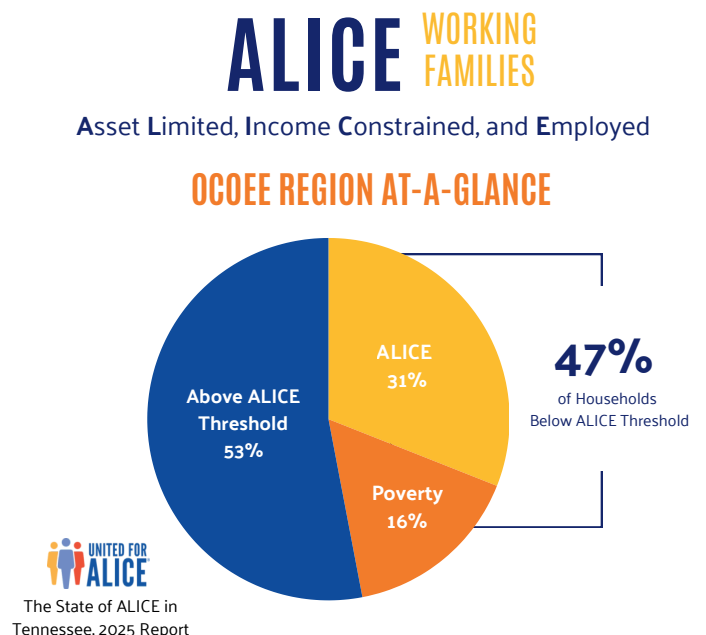 ALICE WORKING
FAMILIES
Asset Limited, Income Constrained, and Employed
OCOEE REGION AT-A-GLANCE
ALICE
31%
47%
of Households
Below ALICE Threshold
Above ALICE
Threshold
53%
Poverty
16%
UNITED FOR
ALICE
The State of ALICE in
Tennessee, 2025 Report